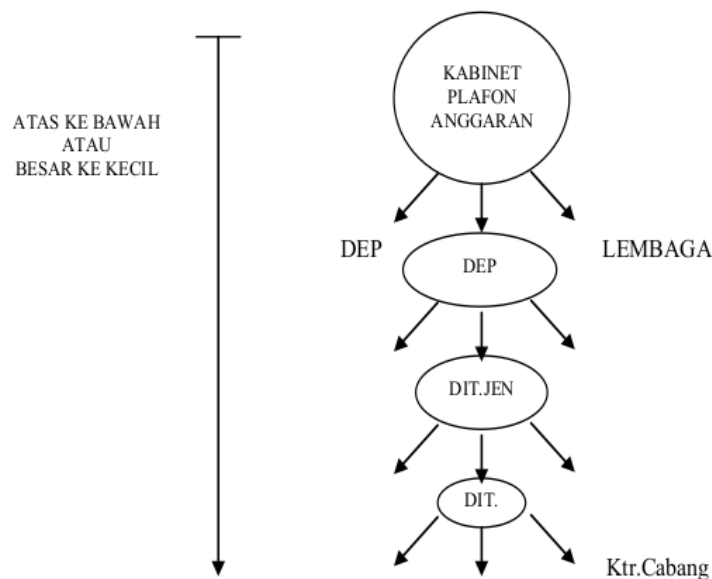 KABINET
PLAFON
ANGGARAN
ATAS KE BAWAH
ATAU
BESAR KE KECIL
DEP
DEP
LEMBAGA
DIT.JEN
DIT.
Ktr.Cabang